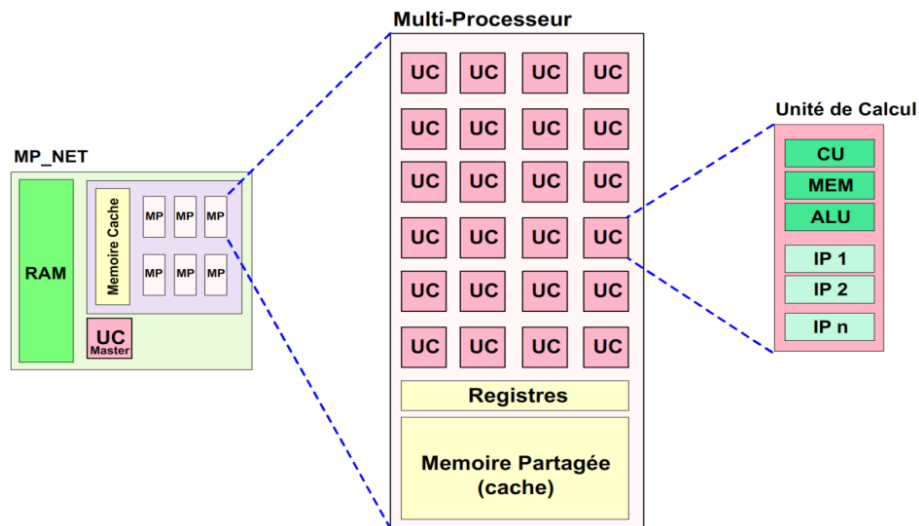 MP_NET
RAM
Memoire Cache
MP MP MP
MP MP MP
UC
Master
Multi-Processeur
UC UC UC UC
UC UC UC UC
UC UC UC UC
UC UC UC UC
UC UC UC UC
UC UC UC UC
Registres
Memoire Partagée
(cache)
Unité de Calcul
CU
MEM
ALU
IP 1
IP 2
IP n